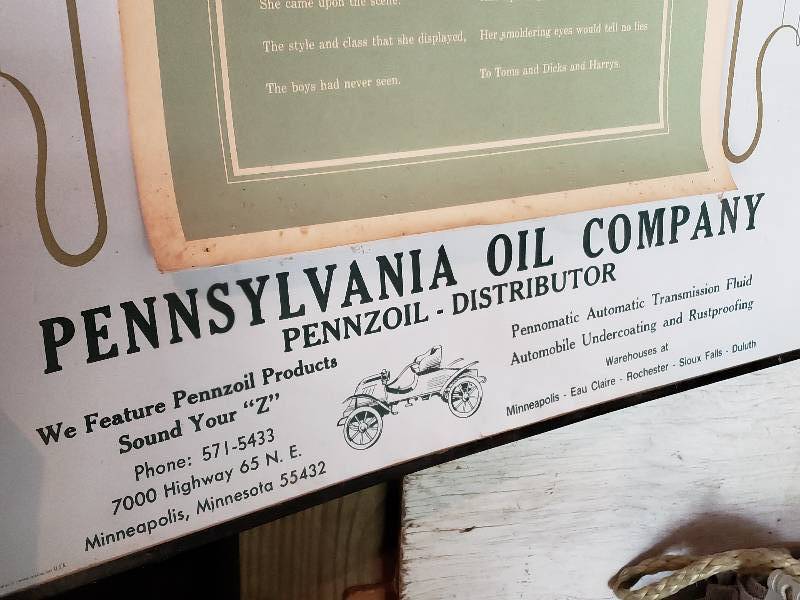 She came upon the scene.
The style and class that she displayed,
The boys had never seen.
Her smoldering eyes would tell no lies
To Toms and Dicks and Harrys.
PENNSYLVANIA OIL COMPANY
PENNZOIL - DISTRIBUTOR
We Feature Pennzoil Products
Sound Your "Z"
Phone: 571-5433
7000 Highway 65 N. E.
Minneapolis, Minnesota 55432
Pennomatic Automatic Transmission Fluid
Automobile Undercoating and Rustproofing
Warehouses at
Minneapolis - Eau Claire - Rochester - Sioux Falls - Duluth